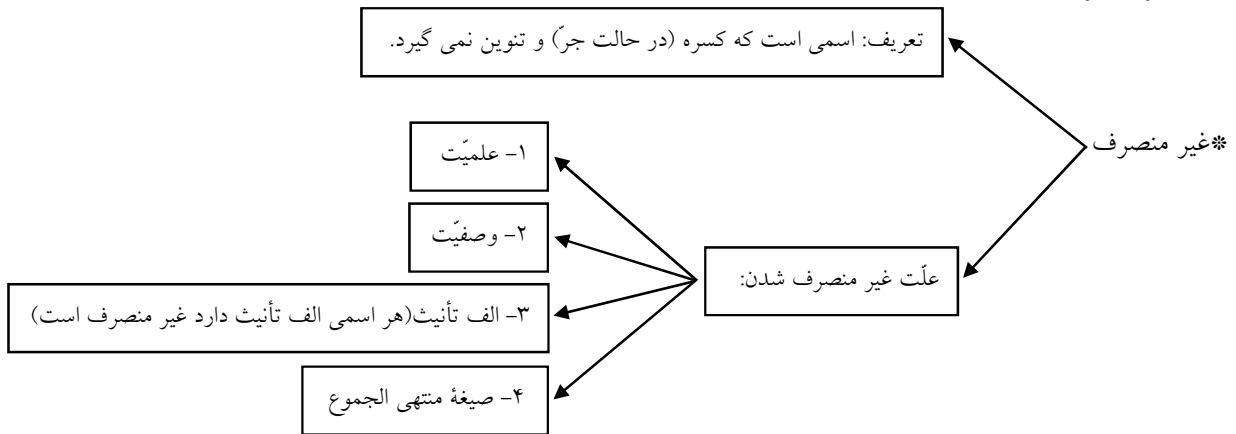 *غیر منصرف
تعریف: اسمی است که کسره (در حالت جرّ) و تنوین نمی گیرد.
علّت غیر منصرف شدن:
۱- علمیّت
۲- وصفیّت
۳- الف تأنیث(هر اسمی الف تأنیث دارد غیر منصرف است)
۴- صیغۀ منتهی الجموع